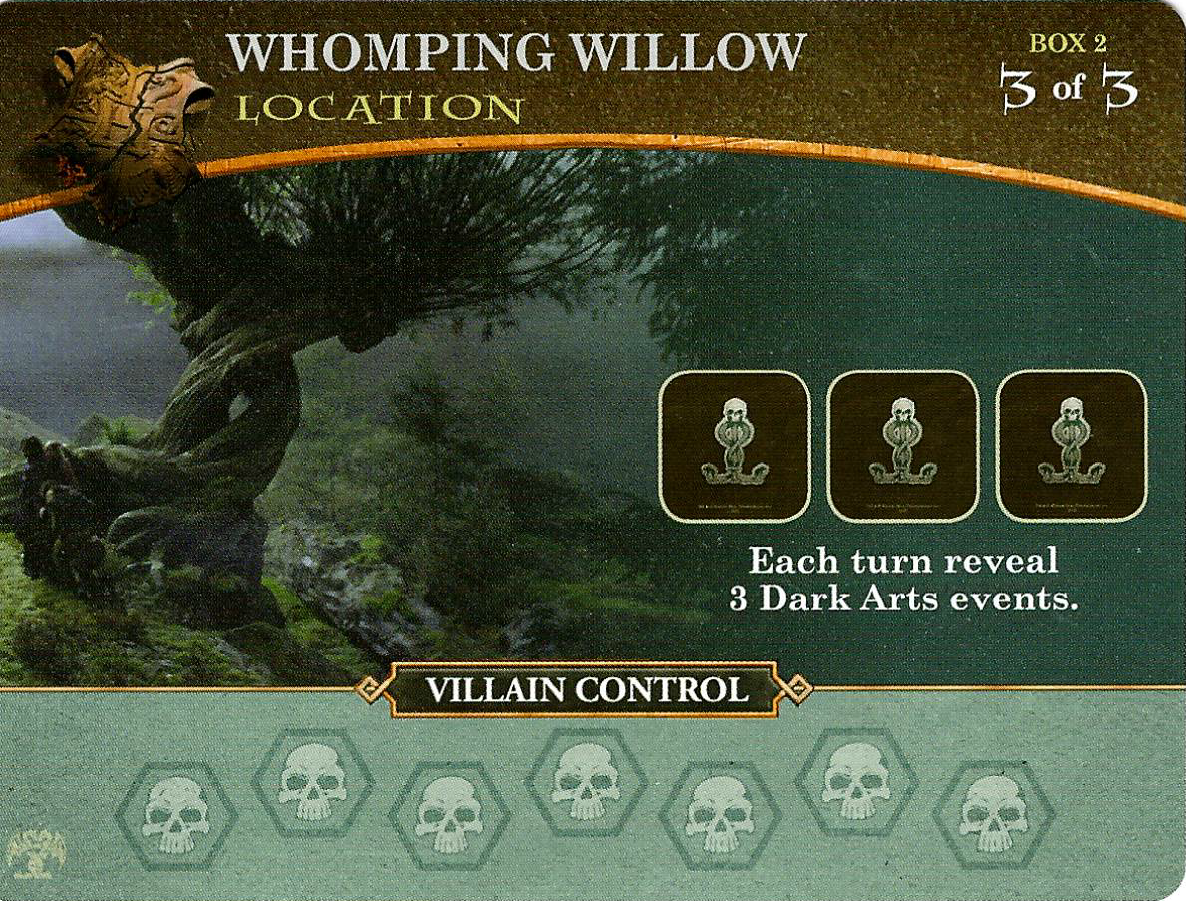 WHOMPING WILLOW
LOCATION
BOX 2
3 of 3
Each turn reveal
3 Dark Arts events.
VILLAIN CONTROL